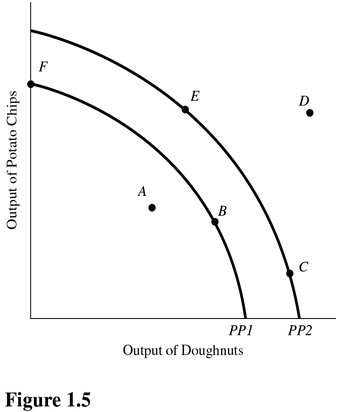 F
E
D
A
B
C
Output of Potato Chips
PP1 PP2
Output of Doughnuts
Figure 1.5